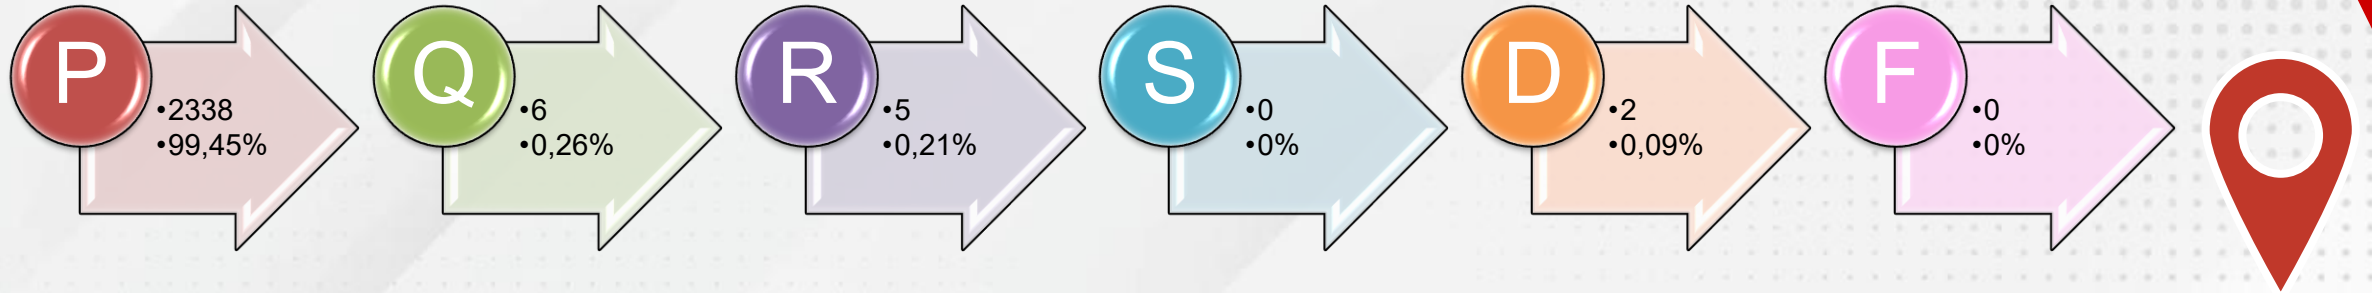 P
•2338
•99,45%
Q
•6
•0,26%
R
•5
•0,21%
S
•0
•0%
D
•2
•0,09%
F
•0
•0%